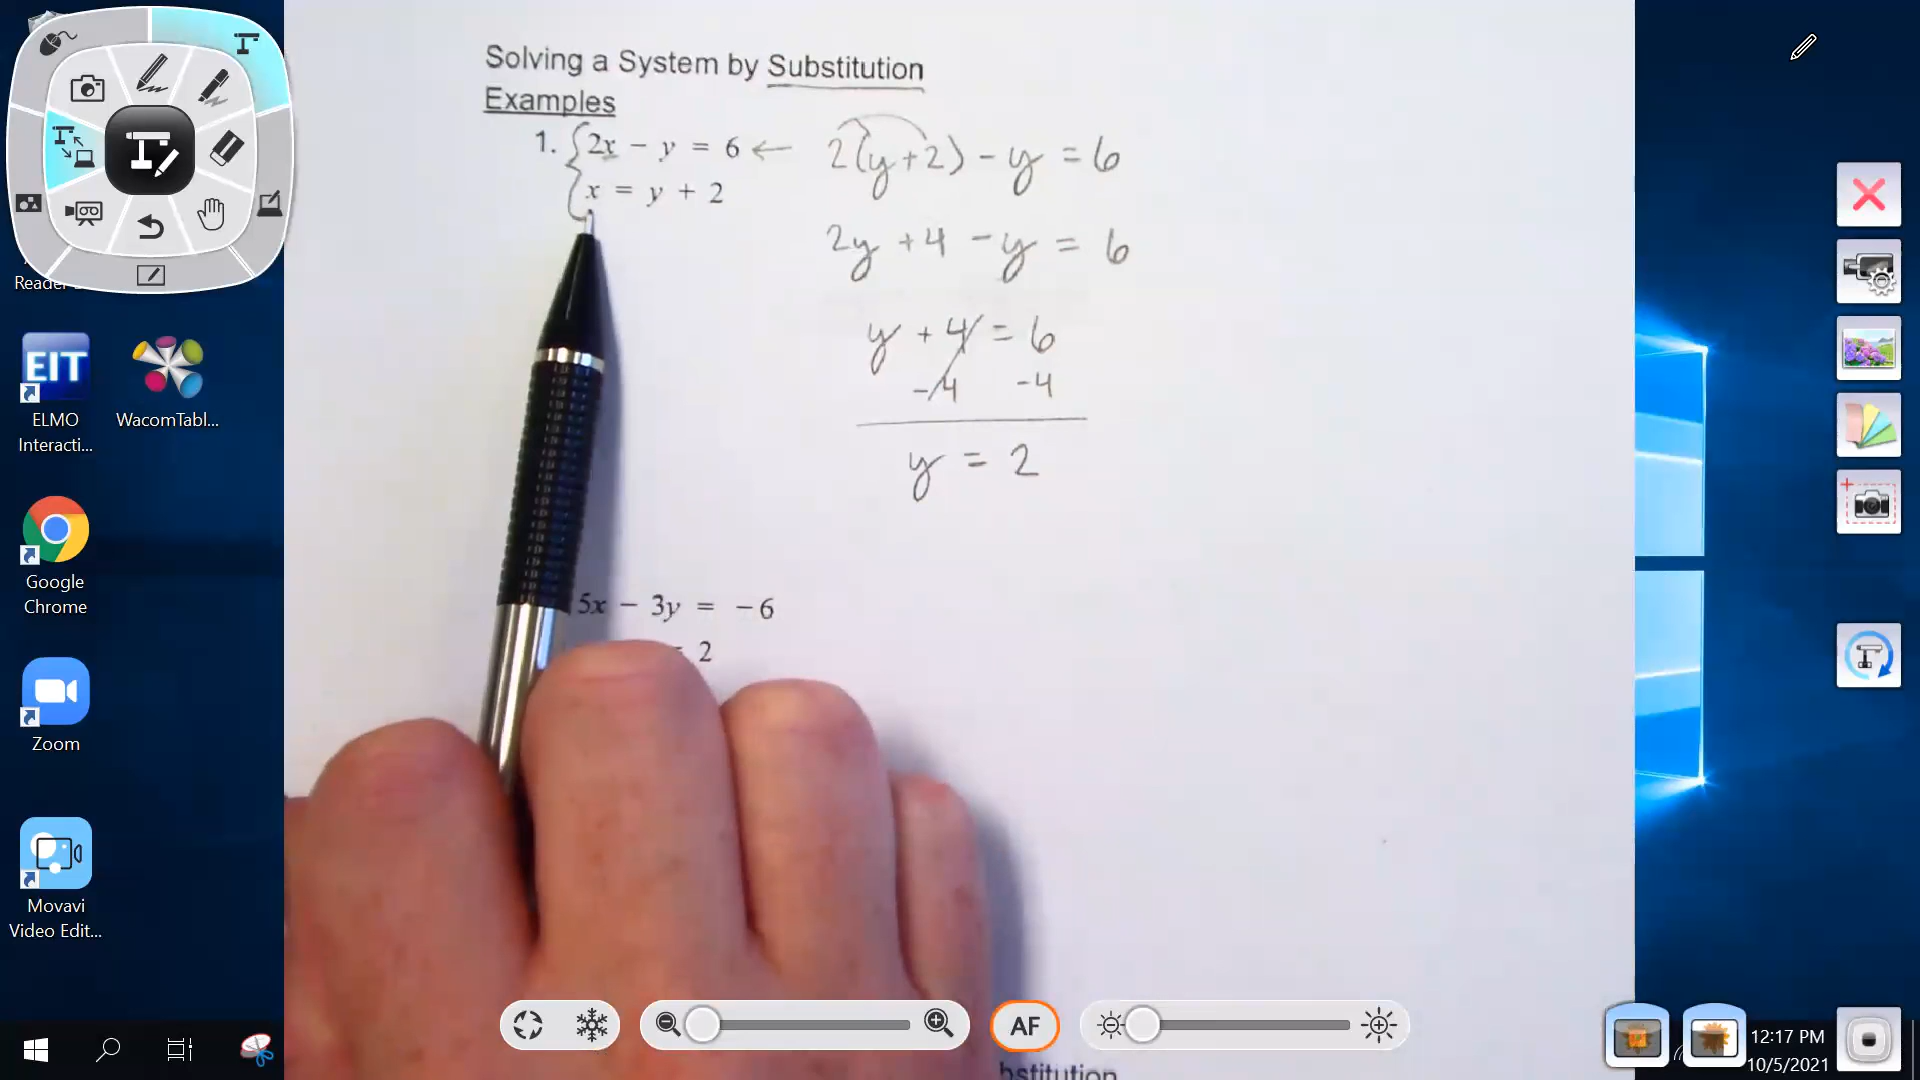 Solving a System by Substitution
Examples
1. 2x − y = 6 ← 2(y+2) − y = 6
x = y + 2
2y + 4 − y = 6
y + 4 = 6
−4 −4
y = 2
5x − 3y = −6
2
Reader
ELMO
Interacti...
WacomTabl...
EIT
Google
Chrome
Zoom
Movavi
Video Edit...
AF
12:17 PM
10/5/2021
bstitution